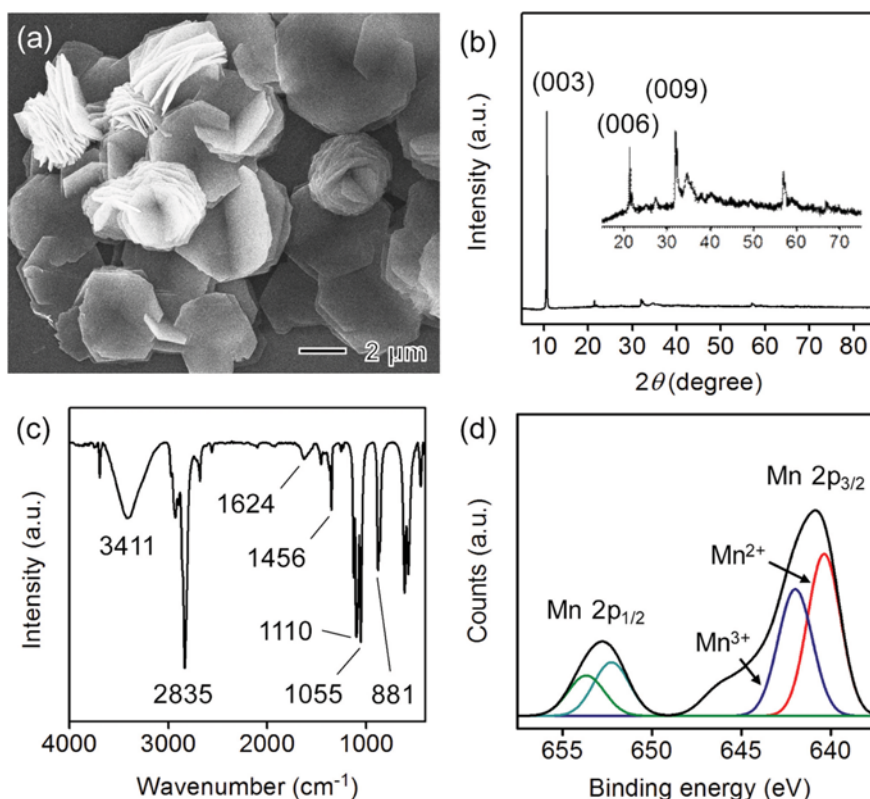 (a)
2 µm
(b)
Intensity (a.u.)
(003)
(006)
(009)
20 30 40 50 60 70
10 20 30 40 50 60 70 80
2θ (degree)
(c)
Intensity (a.u.)
3411
2835
1624
1456
1110
1055
881
4000 3000 2000 1000
Wavenumber (cm⁻¹)
(d)
Counts (a.u.)
Mn 2p₃/₂
Mn²⁺
Mn 2p₁/₂
Mn³⁺
655 650 645 640
Binding energy (eV)